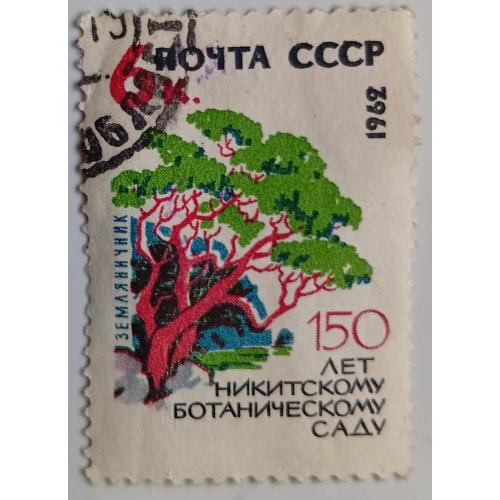 ПОЧТА СССР
6 К.
1962
ЗЕМЛЯНИЧНИК
150
ЛЕТ
НИКИТСКОМУ
БОТАНИЧЕСКОМУ
САДУ